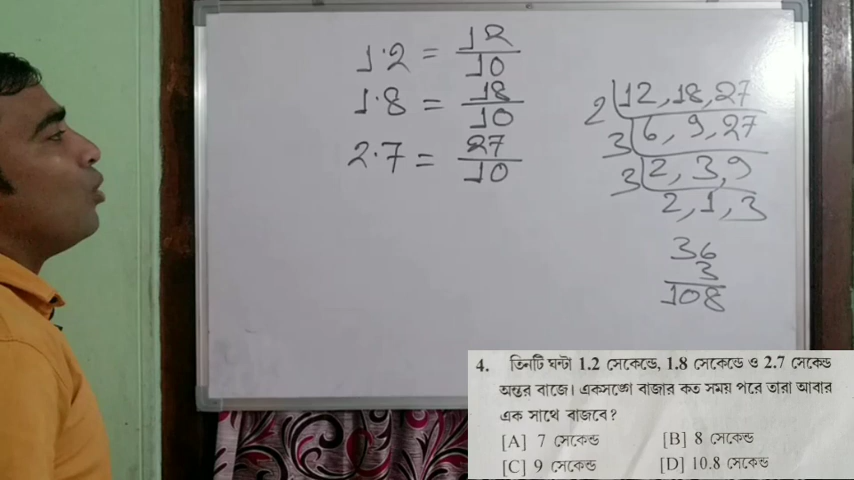 1.2 = 12/10
1.8 = 18/10
2.7 = 27/10
2 | 12, 18, 27
3 | 6, 9, 27
3 | 2, 3, 9
2, 1, 3
36
3
108
4. তিনটি ঘন্টা 1.2 সেকেন্ডে, 1.8 সেকেন্ডে ও 2.7 সেকেন্ড
অন্তর বাজে। একসঙ্গে বাজার কত সময় পরে তারা আবার
এক সাথে বাজবে?
[A] 7 সেকেন্ড [B] 8 সেকেন্ড
[C] 9 সেকেন্ড [D] 10.8 সেকেন্ড